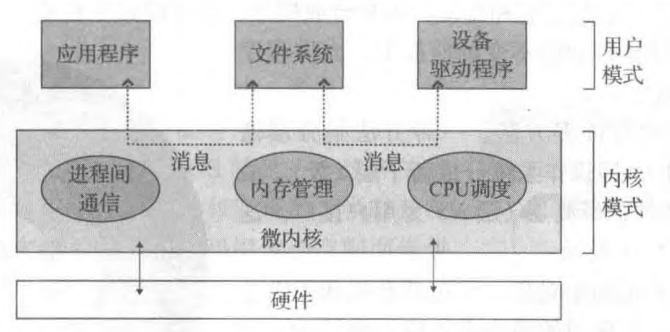 应用程序
文件系统
设备
驱动程序
用户
模式
消息
消息
进程间
通信
内存管理
CPU调度
内核
模式
微内核
硬件